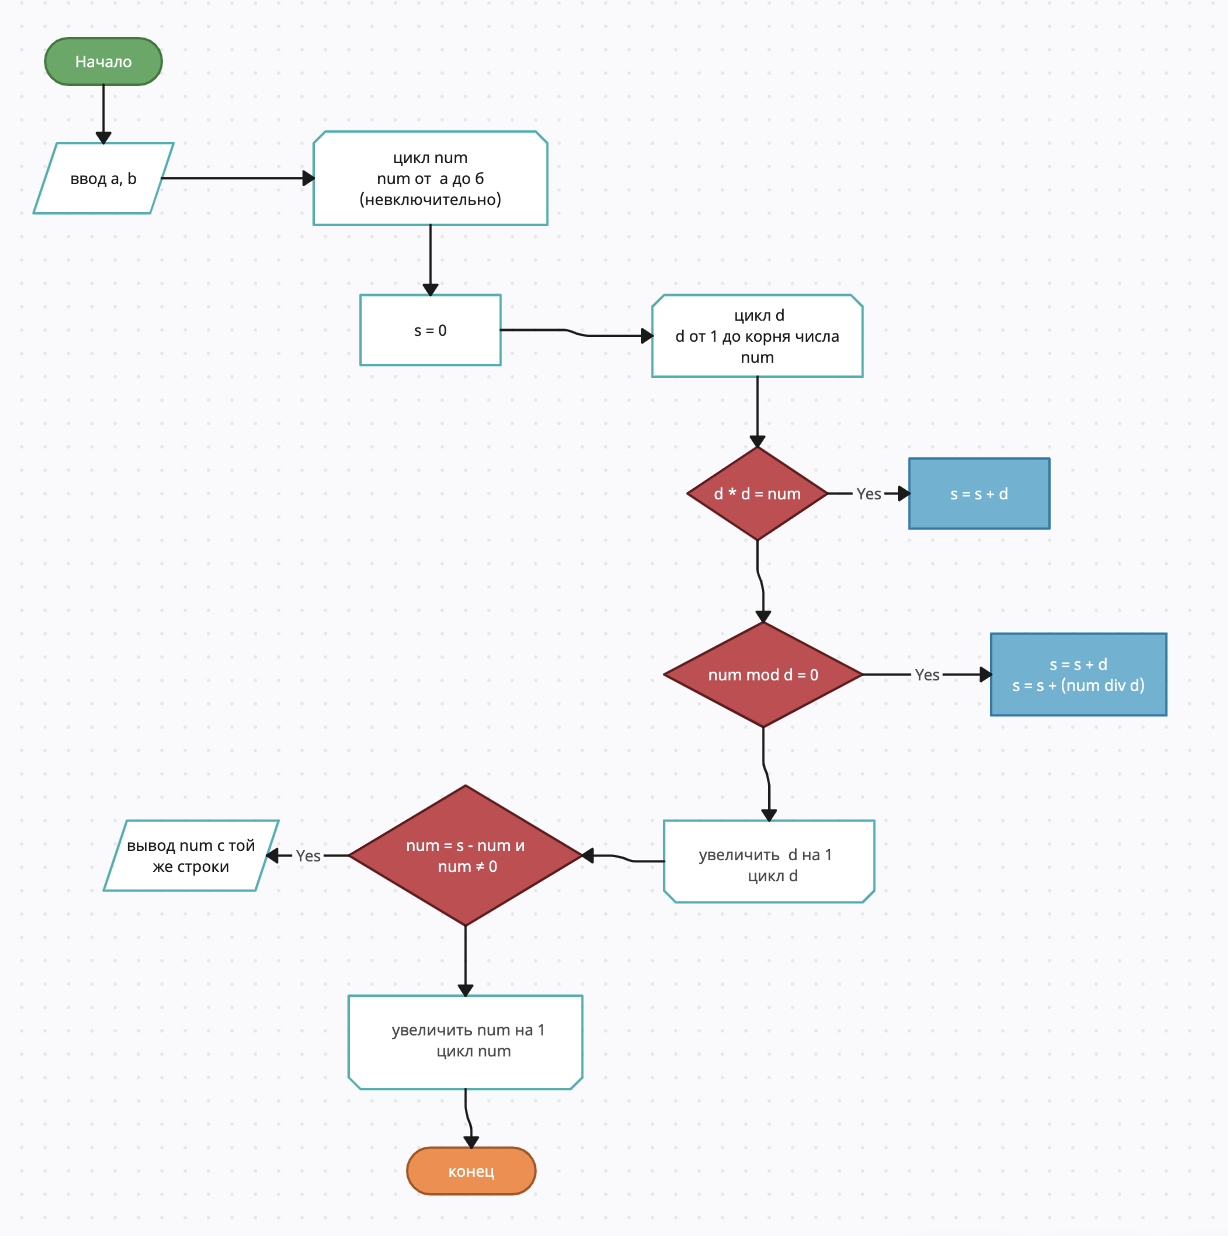 Начало
ввод a, b
цикл num
num от  a до б
(невключительно)
s = 0
цикл d
d от 1 до корня числа
num
d * d = num
Yes
s = s + d
num mod d = 0
Yes
s = s + d
s = s + (num div d)
увеличить  d на 1
цикл d
num = s - num и
num ≠ 0
Yes
вывод num с той
же строки
увеличить num на 1
цикл num
конец